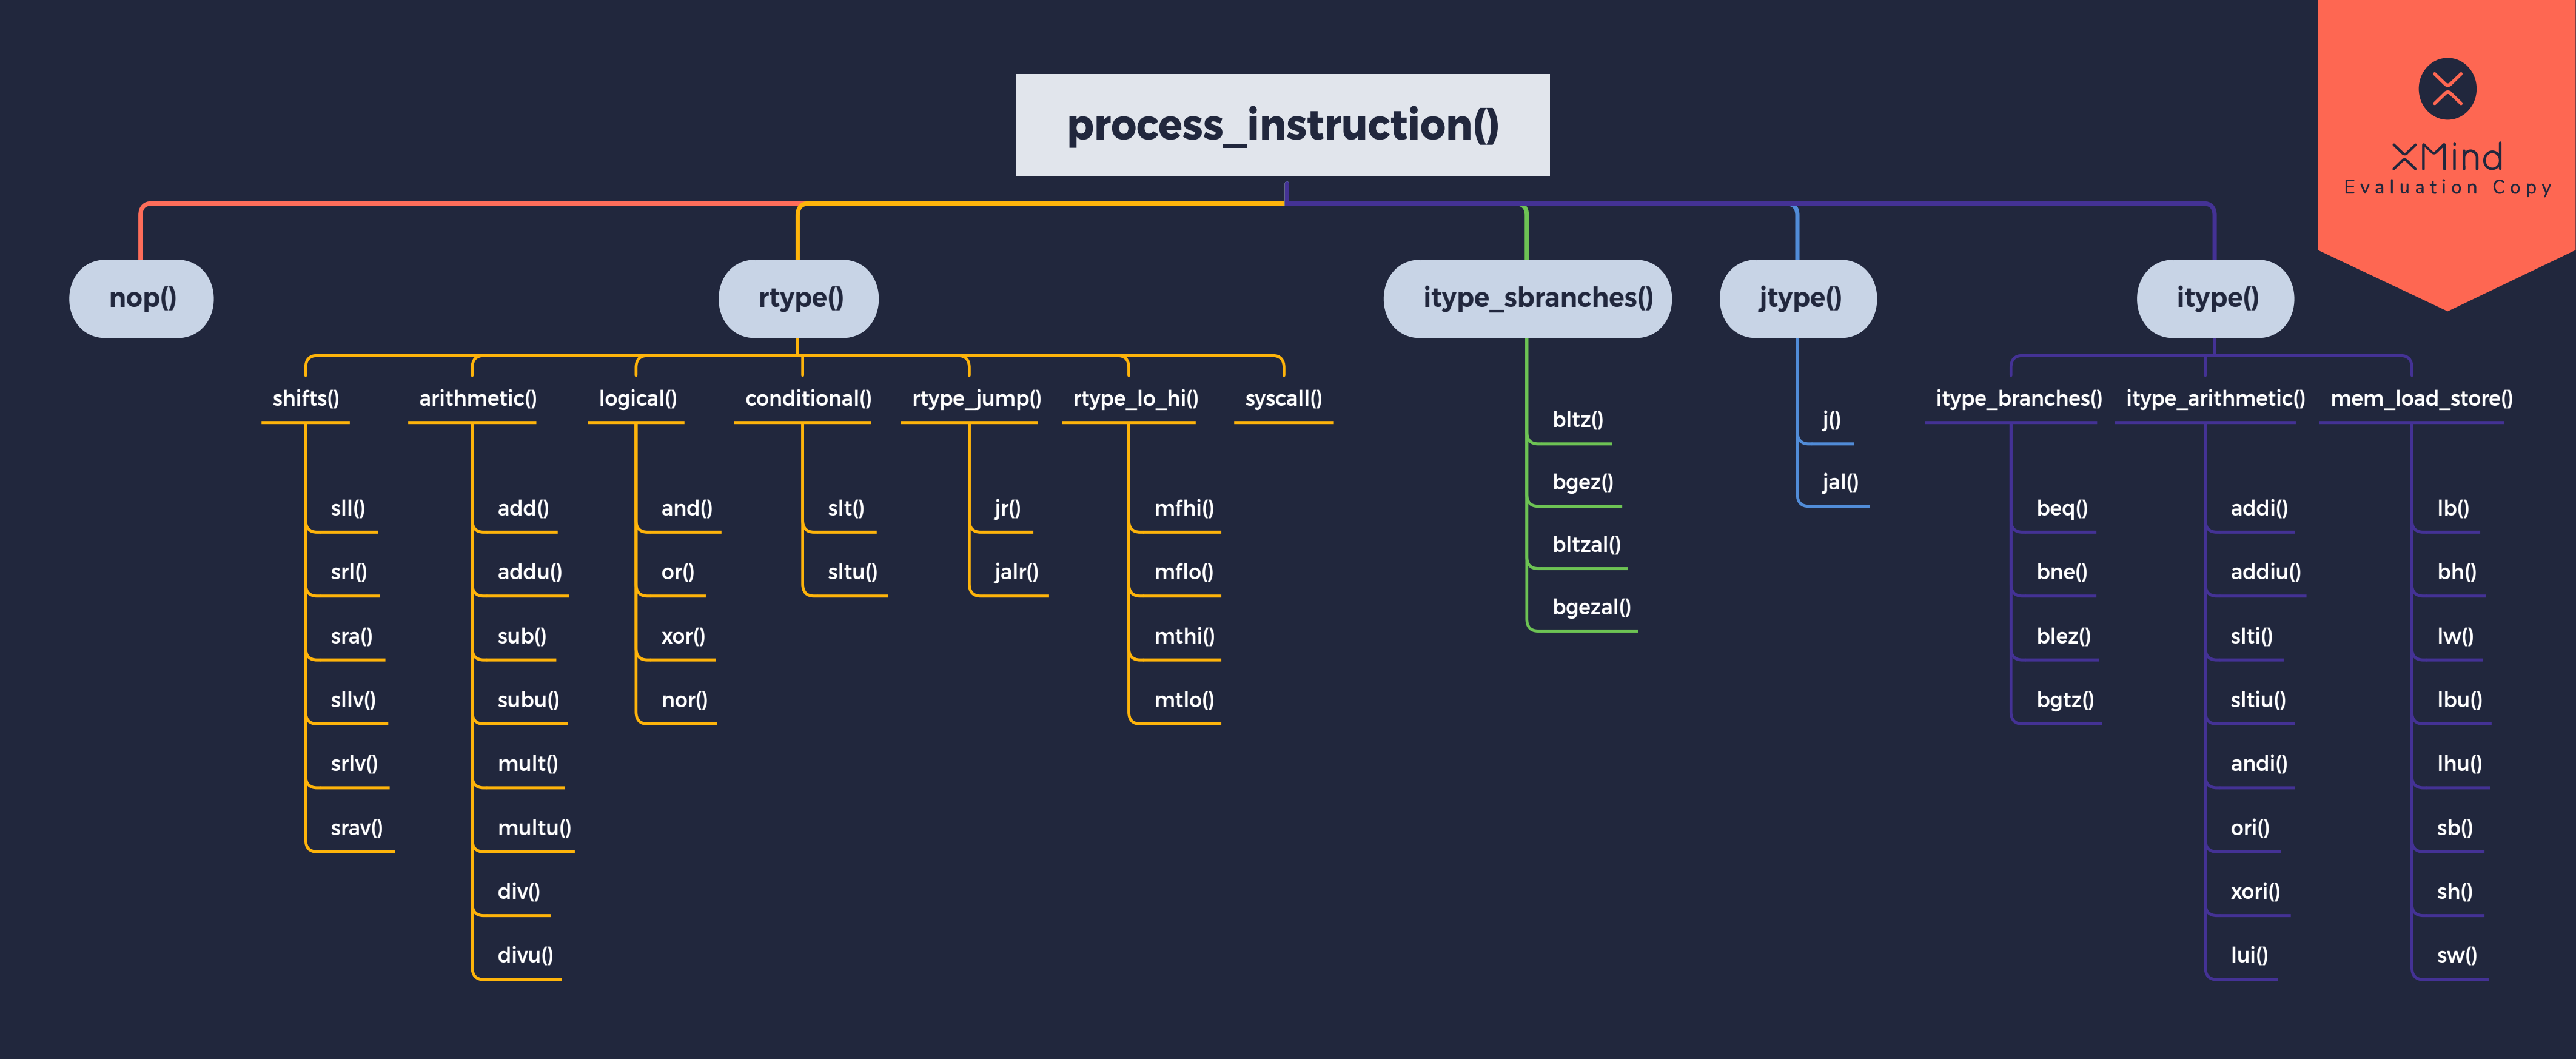 process_instruction()
XMind
Evaluation Copy
nop()
rtype()
itype_sbranches()
jtype()
itype()
shifts()
arithmetic()
logical()
conditional()
rtype_jump()
rtype_lo_hi()
syscall()
itype_branches()
itype_arithmetic()
mem_load_store()
sll()
srl()
sra()
sllv()
srlv()
srav()
add()
addu()
sub()
subu()
mult()
multu()
div()
divu()
and()
or()
xor()
nor()
slt()
sltu()
jr()
jalr()
mfhi()
mflo()
mthi()
mtlo()
bltz()
bgez()
bltzal()
bgezal()
j()
jal()
beq()
bne()
blez()
bgtz()
addi()
addiu()
slti()
sltiu()
andi()
ori()
xori()
lui()
lb()
bh()
lw()
lbu()
lhu()
sb()
sh()
sw()